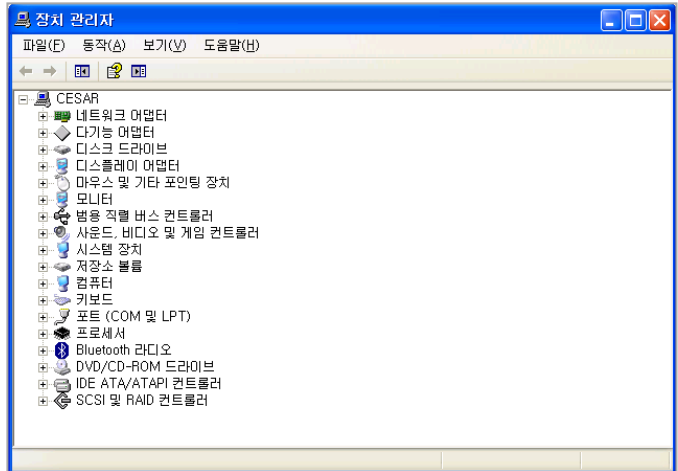 장치 관리자
파일(F) 동작(A) 보기(V) 도움말(H)
CESAR
네트워크 어댑터
다기능 어댑터
디스크 드라이브
디스플레이 어댑터
마우스 및 기타 포인팅 장치
모니터
범용 직렬 버스 컨트롤러
사운드, 비디오 및 게임 컨트롤러
시스템 장치
저장소 볼륨
컴퓨터
키보드
포트 (COM 및 LPT)
프로세서
Bluetooth 라디오
DVD/CD-ROM 드라이브
IDE ATA/ATAPI 컨트롤러
SCSI 및 RAID 컨트롤러